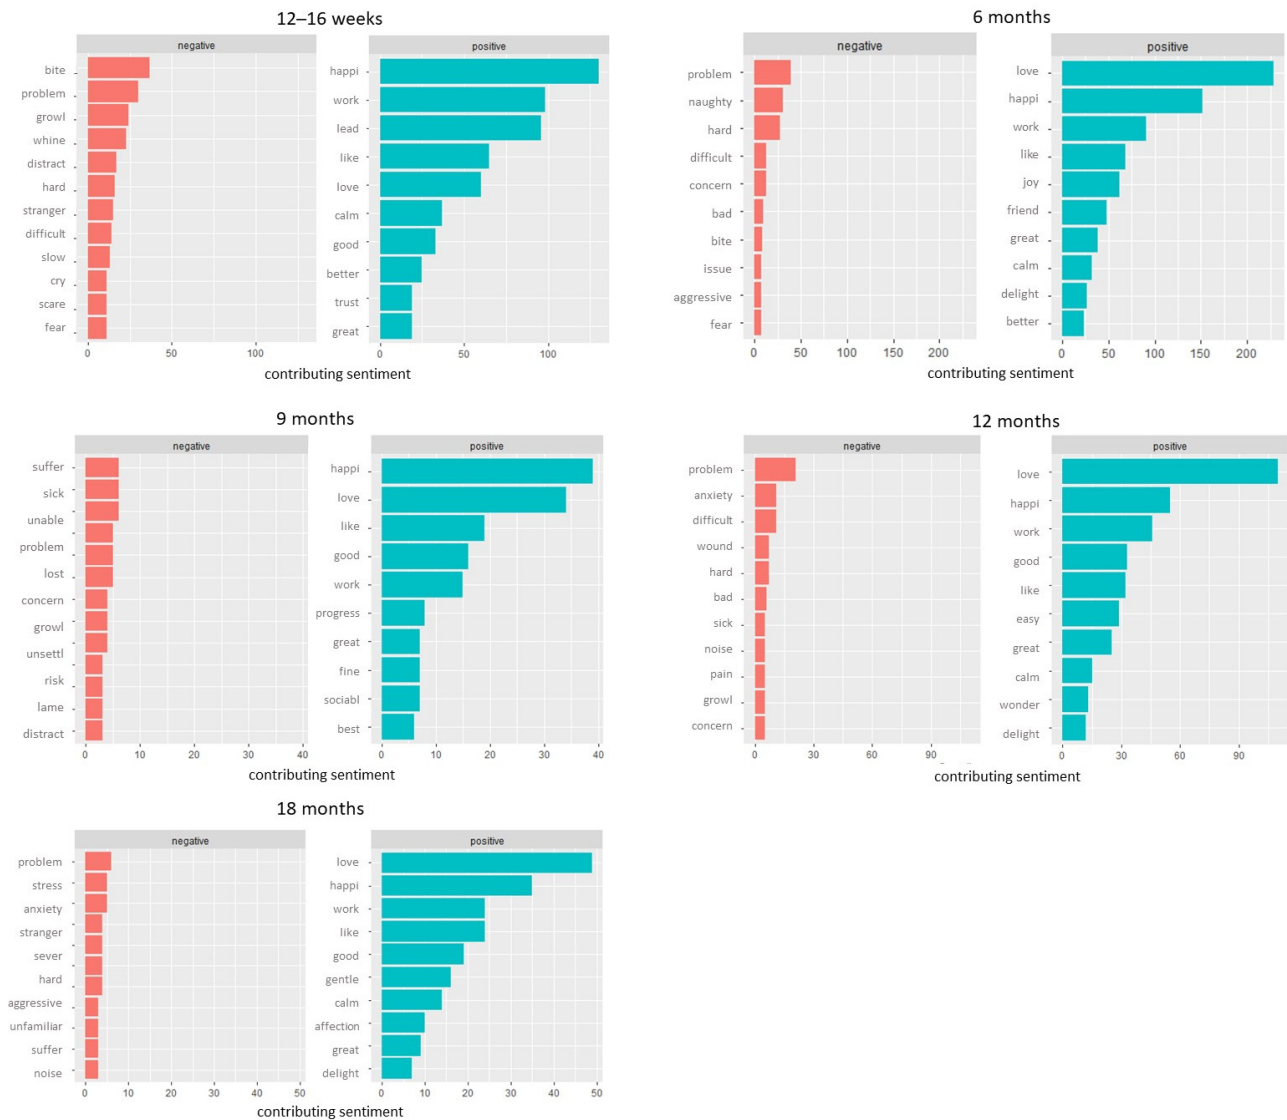 12–16 weeks
negative
positive
bite
problem
growl
whine
distract
hard
stranger
difficult
slow
cry
scare
fear
happi
work
lead
like
love
calm
good
better
trust
great
0 50 100
0 50 100
contributing sentiment
6 months
negative
positive
problem
naughty
hard
difficult
concern
bad
bite
issue
aggressive
fear
love
happi
work
like
joy
friend
great
calm
delight
better
0 50 100 150 200
0 50 100 150 200
contributing sentiment
9 months
negative
positive
suffer
sick
unable
problem
lost
concern
growl
unsettl
risk
lame
distract
happi
love
like
good
work
progress
great
fine
sociabl
best
0 10 20 30 40
0 10 20 30 40
contributing sentiment
12 months
negative
positive
problem
anxiety
difficult
wound
hard
bad
sick
noise
pain
growl
concern
love
happi
work
good
like
easy
great
calm
wonder
delight
0 30 60 90
0 30 60 90
contributing sentiment
18 months
negative
positive
problem
stress
anxiety
stranger
sever
hard
aggressive
unfamiliar
suffer
noise
love
happi
work
like
good
gentle
calm
affection
great
delight
0 10 20 30 40 50
0 10 20 30 40 50
contributing sentiment